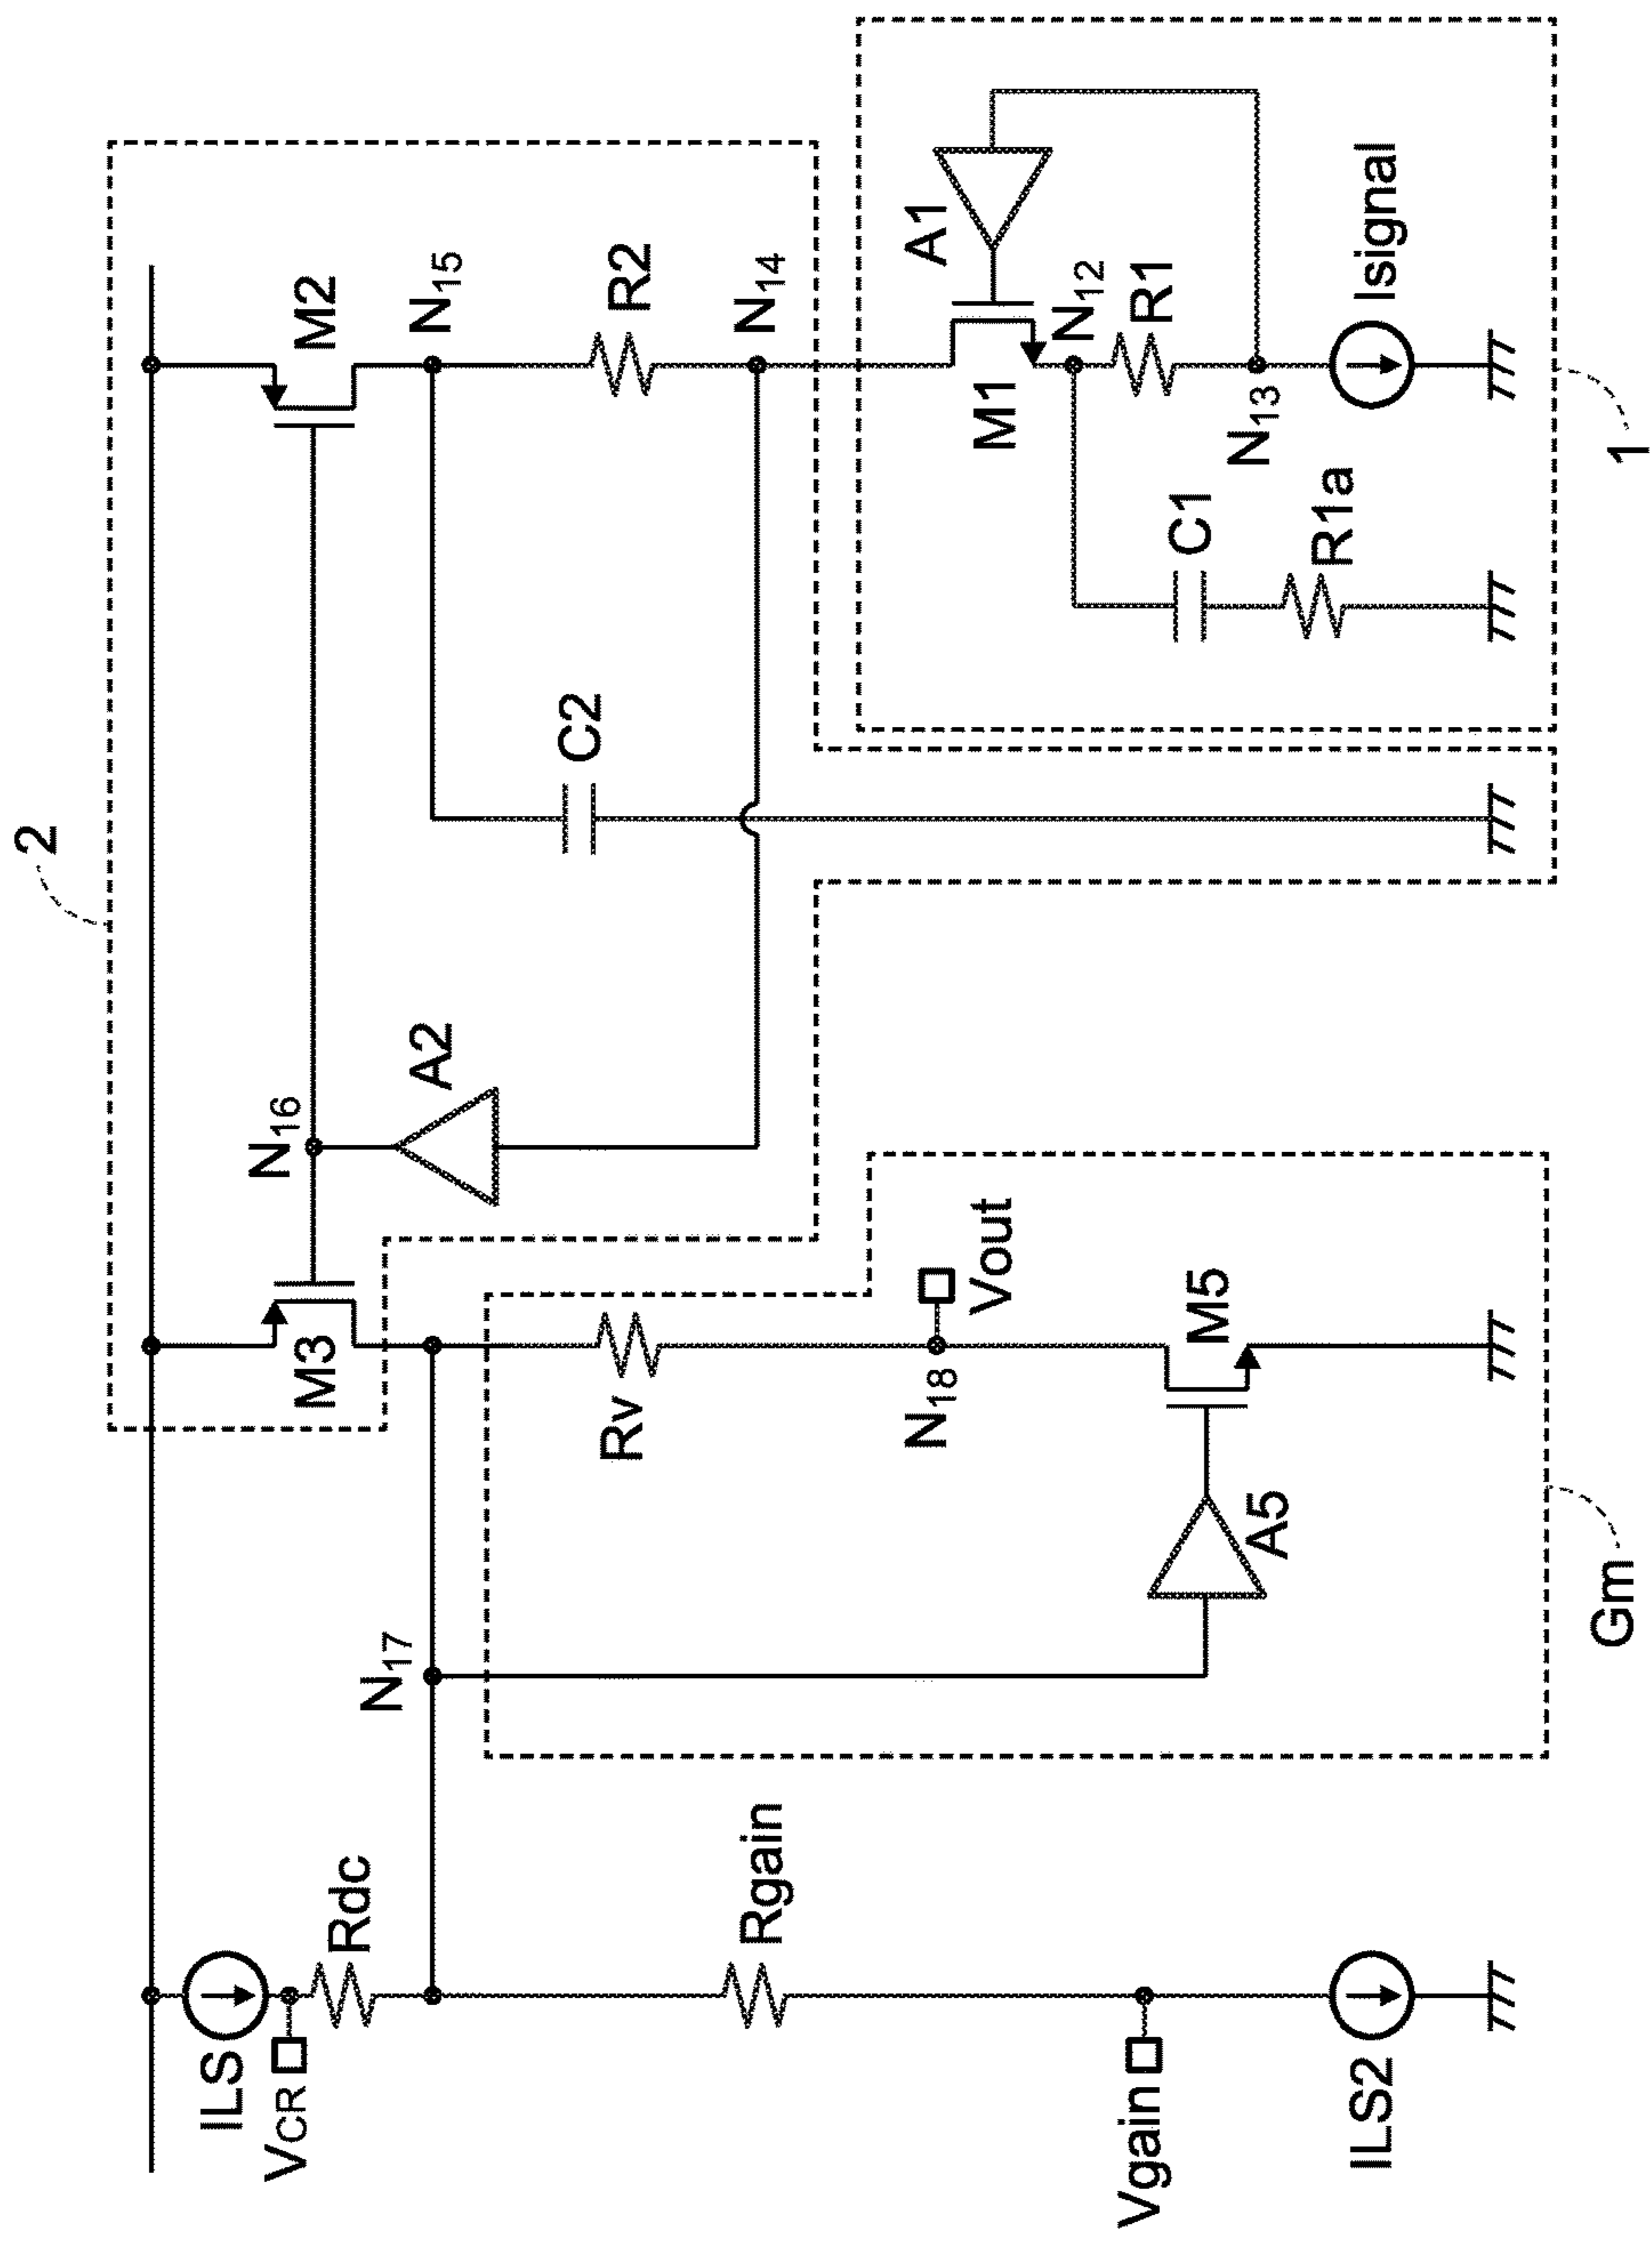 2
M2
N15
R2
N14
A1
M1
N12
R1
N13
Isignal
C1
R1a
1
C2
A2
N16
M3
Rv
N18
Vout
M5
A5
Gm
N17
ILS
VCR
Rdc
Rgain
Vgain
ILS2